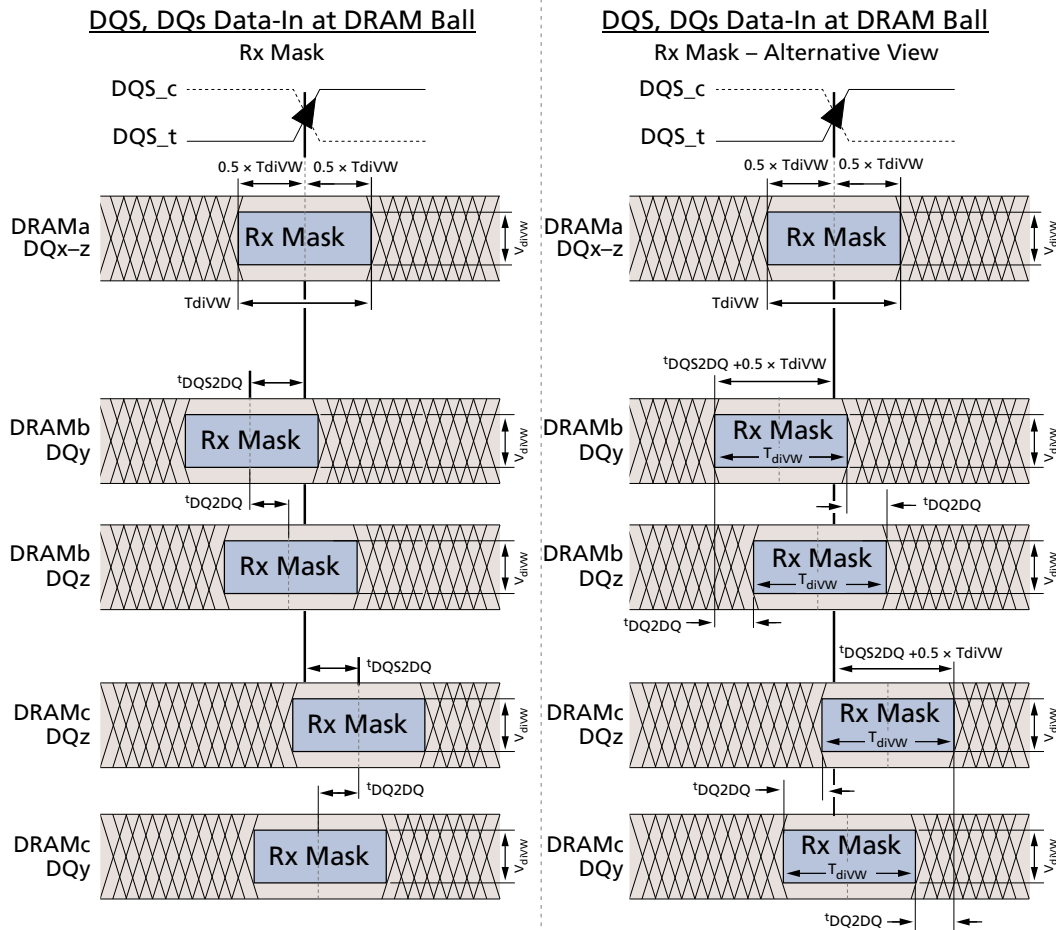 DQS, DQs Data-In at DRAM Ball
Rx Mask
DQS_c
DQS_t
0.5 × TdiVW 0.5 × TdiVW
DRAMa
DQx–z
Rx Mask
VdiVW
TdiVW
tDQS2DQ
DRAMb
DQy
Rx Mask
VdiVW
tDQ2DQ
DRAMb
DQz
Rx Mask
VdiVW
tDQS2DQ
DRAMc
DQz
Rx Mask
VdiVW
tDQ2DQ
DRAMc
DQy
Rx Mask
VdiVW
DQS, DQs Data-In at DRAM Ball
Rx Mask – Alternative View
DQS_c
DQS_t
0.5 × TdiVW 0.5 × TdiVW
DRAMa
DQx–z
Rx Mask
VdiVW
TdiVW
tDQS2DQ +0.5 × TdiVW
DRAMb
DQy
Rx Mask
TdiVW
VdiVW
tDQ2DQ
DRAMb
DQz
Rx Mask
TdiVW
VdiVW
tDQ2DQ
tDQS2DQ +0.5 × TdiVW
DRAMc
DQz
Rx Mask
TdiVW
VdiVW
tDQ2DQ
DRAMc
DQy
Rx Mask
TdiVW
VdiVW
tDQ2DQ